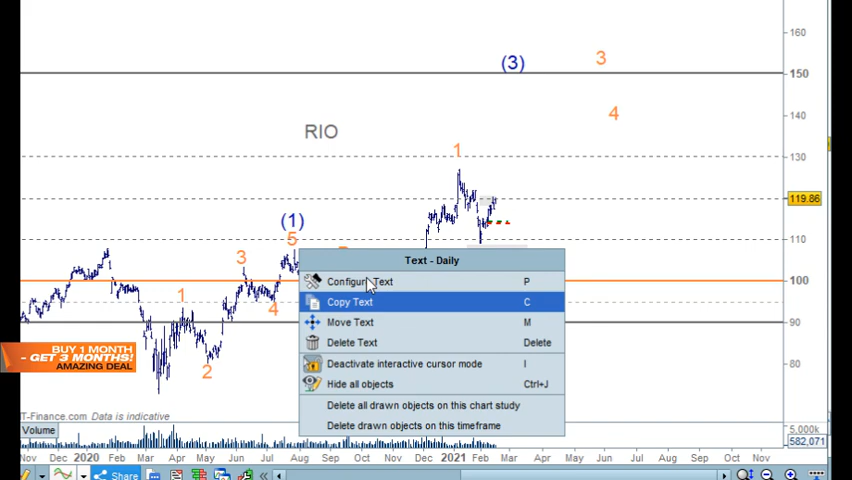 160
(3)
3
150
4
140
RIO
1
130
119.86
(1)
5
110
3
Text - Daily
Configure Text P
1
100
4
Copy Text C
90
Move Text M
BUY 1 MONTH
- GET 3 MONTHS!
AMAZING DEAL
Delete Text Delete
80
2
Deactivate interactive cursor mode I
Hide all objects Ctrl+J
Delete all drawn objects on this chart study
T-Finance.com Data is indicative
Delete drawn objects on this timeframe
Volume
5.000k
582,071
Nov 2020 Feb Mar Apr May Jun Jul Aug Sep Oct Nov Dec 2021 Feb Mar Apr May Jun Jul Aug Sep Oct Nov
Share